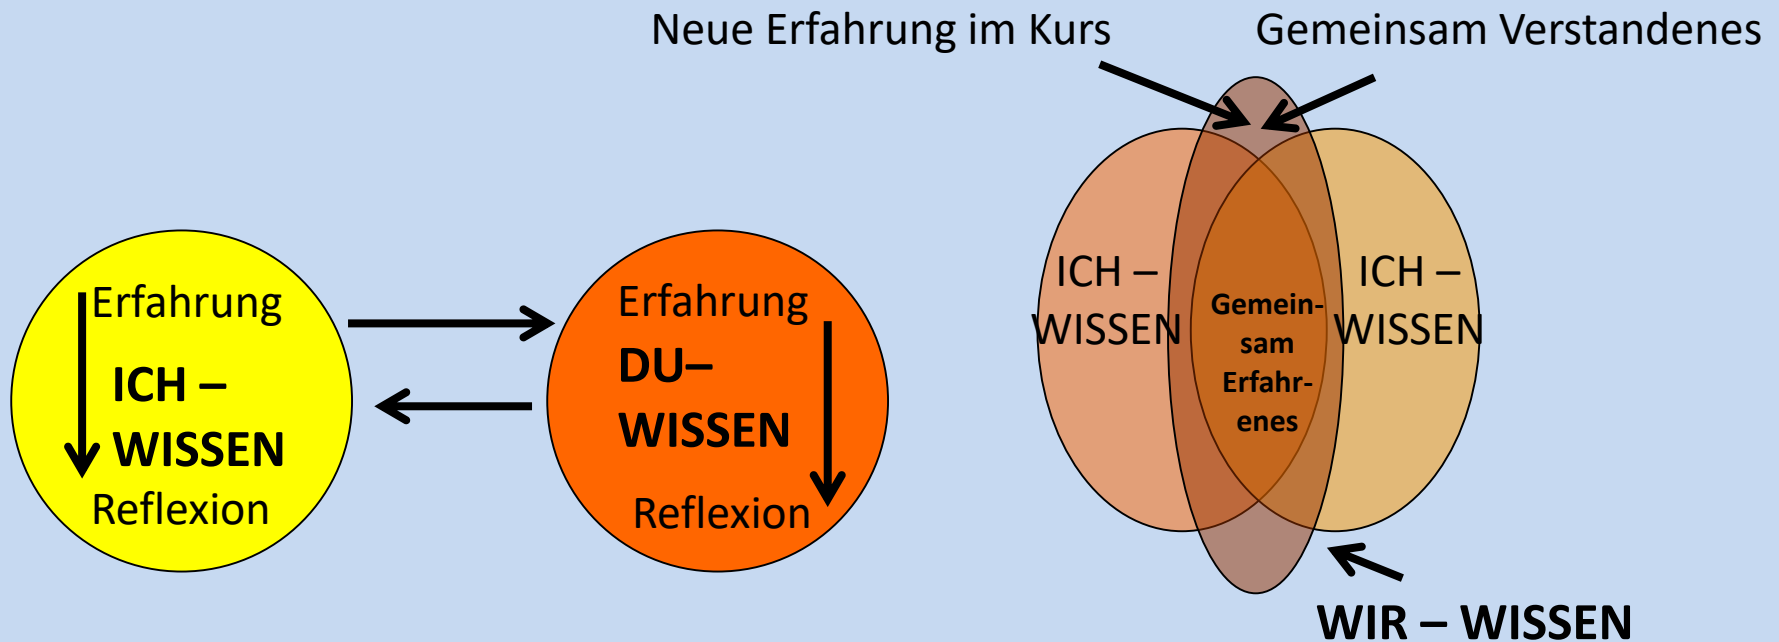 Neue Erfahrung im Kurs
Gemeinsam Verstandenes
Erfahrung
ICH –
WISSEN
Reflexion
Erfahrung
DU–
WISSEN
Reflexion
ICH –
WISSEN
Gemein-
sam
Erfahr-
enes
ICH –
WISSEN
WIR – WISSEN